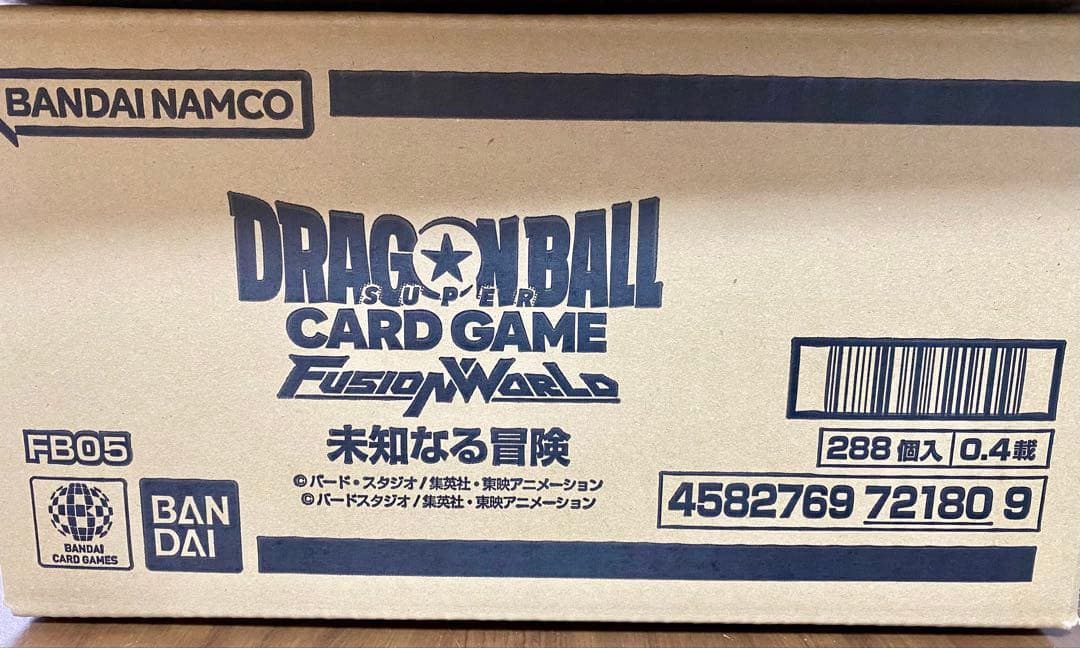 BANDAI NAMCO
DRAGON BALL
SUPER
CARD GAME
FUSION WORLD
未知なる冒険
FB05
©バード・スタジオ/集英社・東映アニメーション
©バードスタジオ/集英社・東映アニメーション
BANDAI
CARD GAMES
BAN
DAI
288個入 0.4載
4582769 72180 9